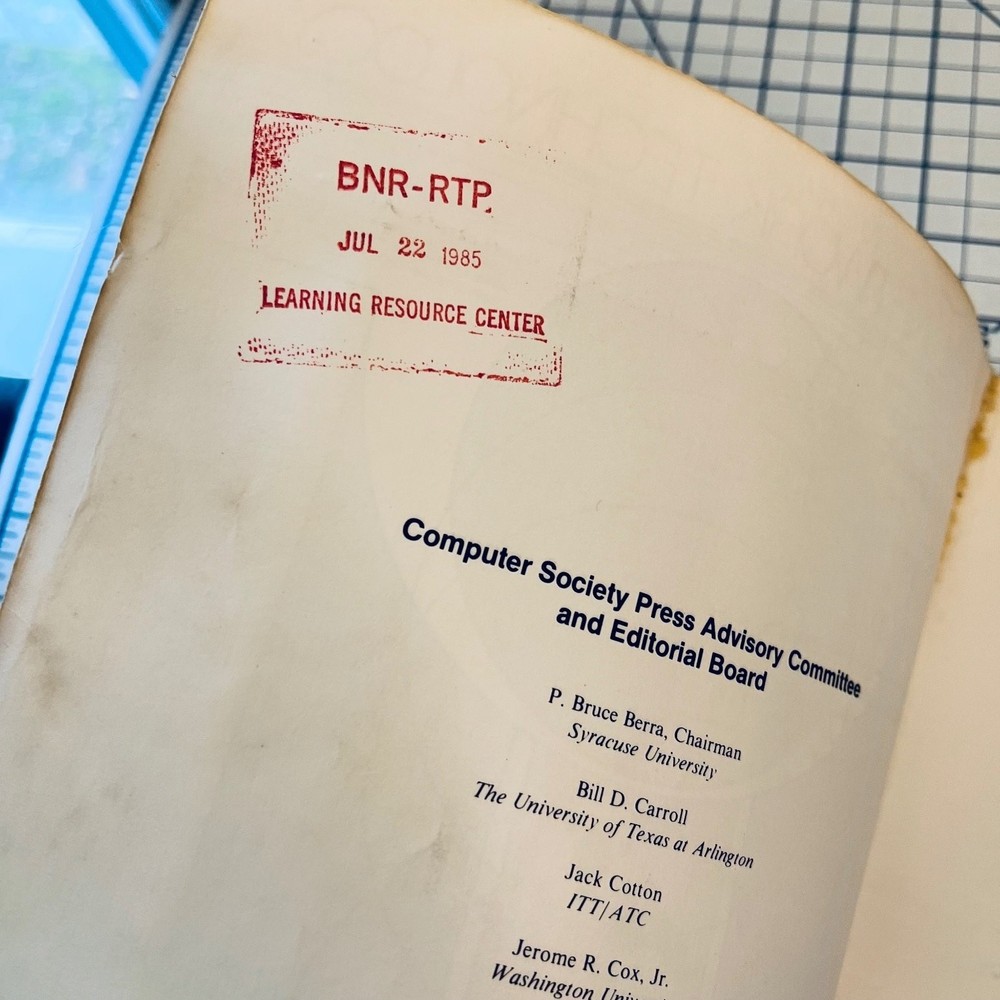 BNR-RTP
JUL 22 1985
LEARNING RESOURCE CENTER
Computer Society Press Advisory Committee
and Editorial Board
P. Bruce Berra, Chairman
Syracuse University
Bill D. Carroll
The University of Texas at Arlington
Jack Cotton
ITT/ATC
Jerome R. Cox, Jr.
Washington